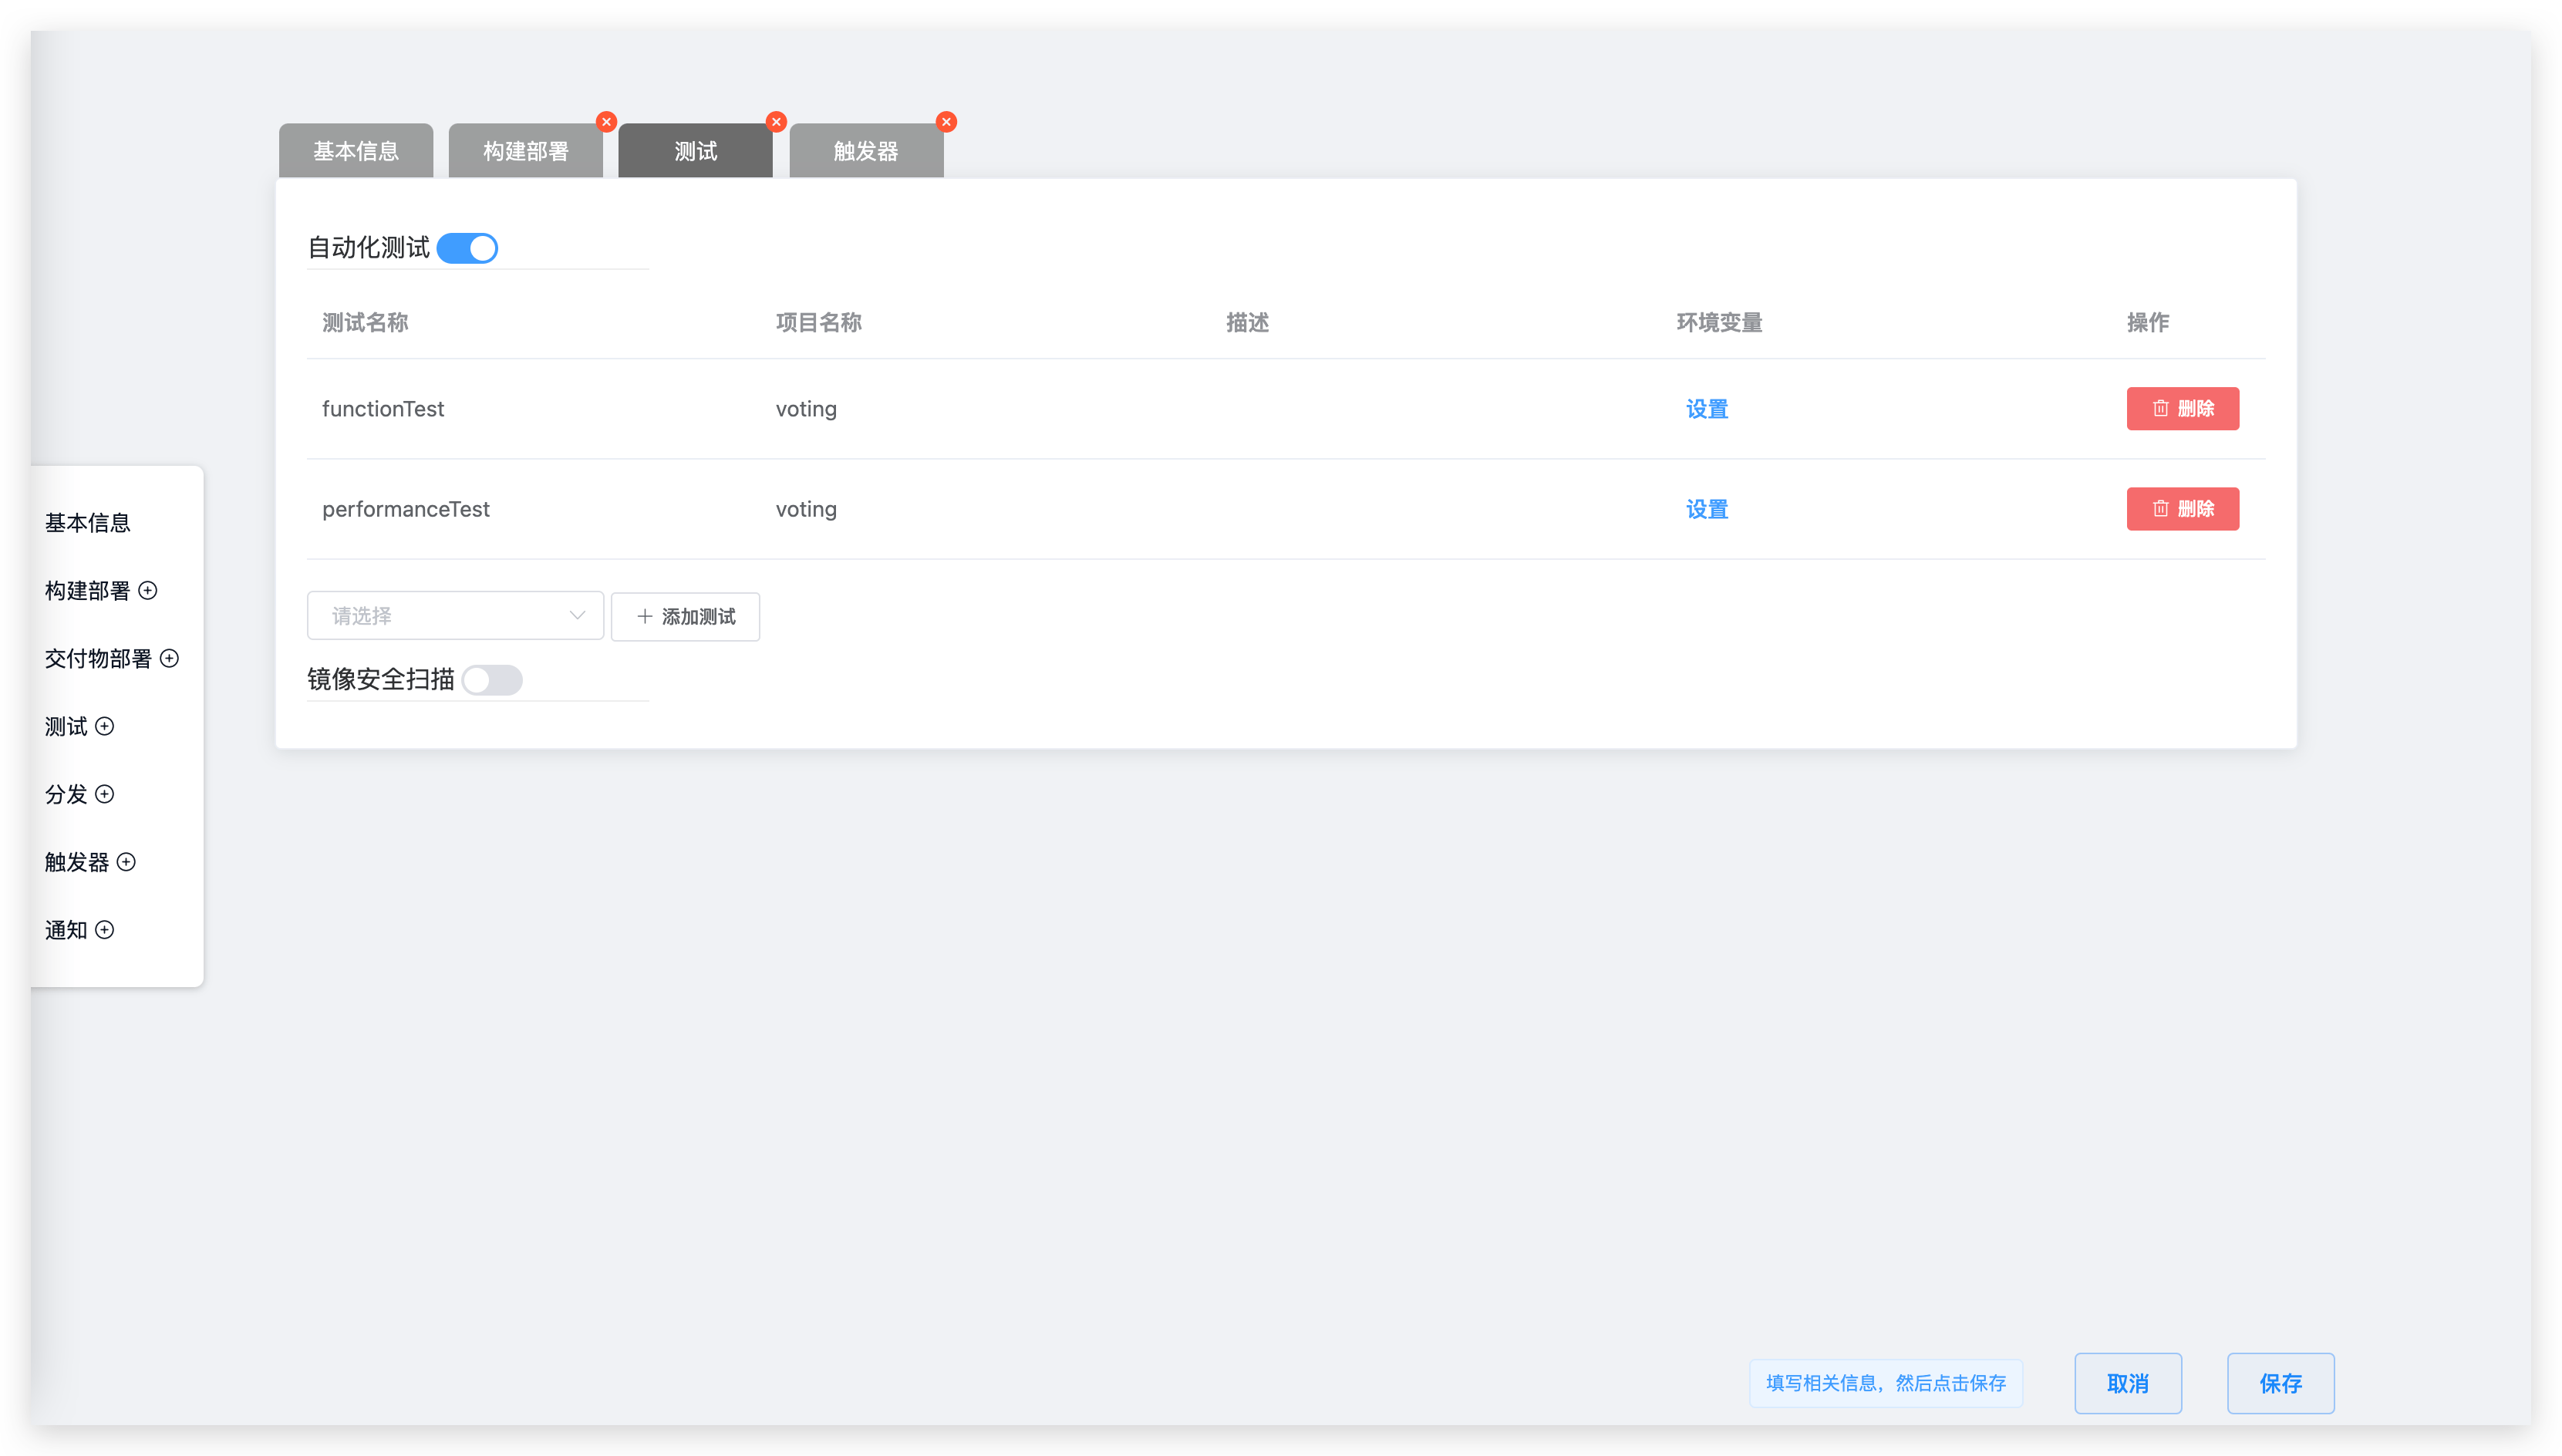 基本信息 构建部署 测试 触发器
自动化测试
测试名称 项目名称 描述 环境变量 操作
functionTest voting 设置 删除
performanceTest voting 设置 删除
请选择 添加测试
镜像安全扫描
基本信息
构建部署
交付物部署
测试
分发
触发器
通知
填写相关信息，然后点击保存 取消 保存